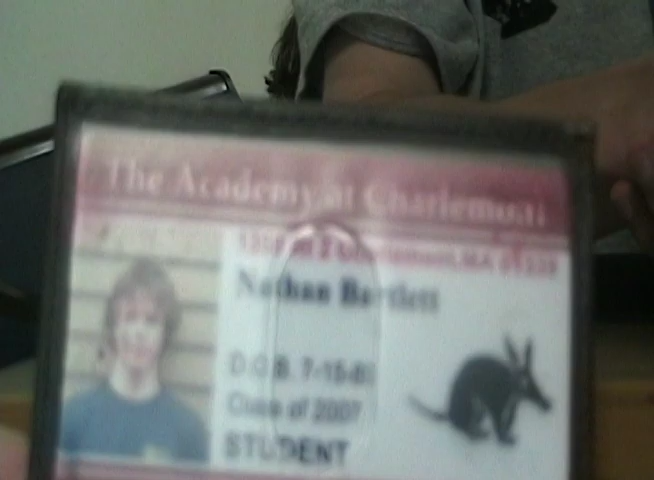 The Academy at Charlemont
Nathan Bartlett
D.O.B. 7-15-8
Class of 2007
STUDENT